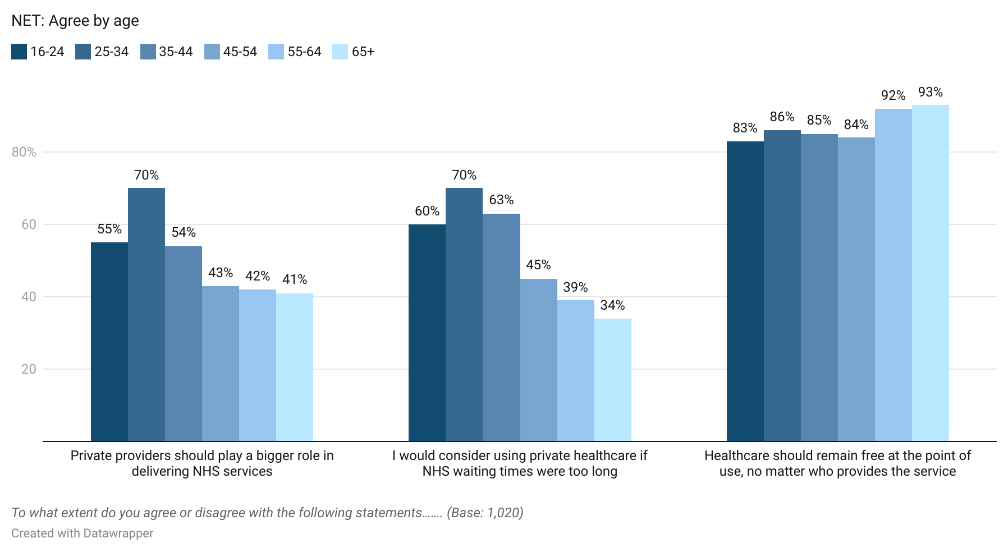 NET: Agree by age
16-24 25-34 35-44 45-54 55-64 65+
80%
60
40
20
55%
70%
54%
43%
42%
41%
60%
70%
63%
45%
39%
34%
83%
86%
85%
84%
92%
93%
Private providers should play a bigger role in
delivering NHS services
I would consider using private healthcare if
NHS waiting times were too long
Healthcare should remain free at the point of
use, no matter who provides the service
To what extent do you agree or disagree with the following statements....... (Base: 1,020)
Created with Datawrapper